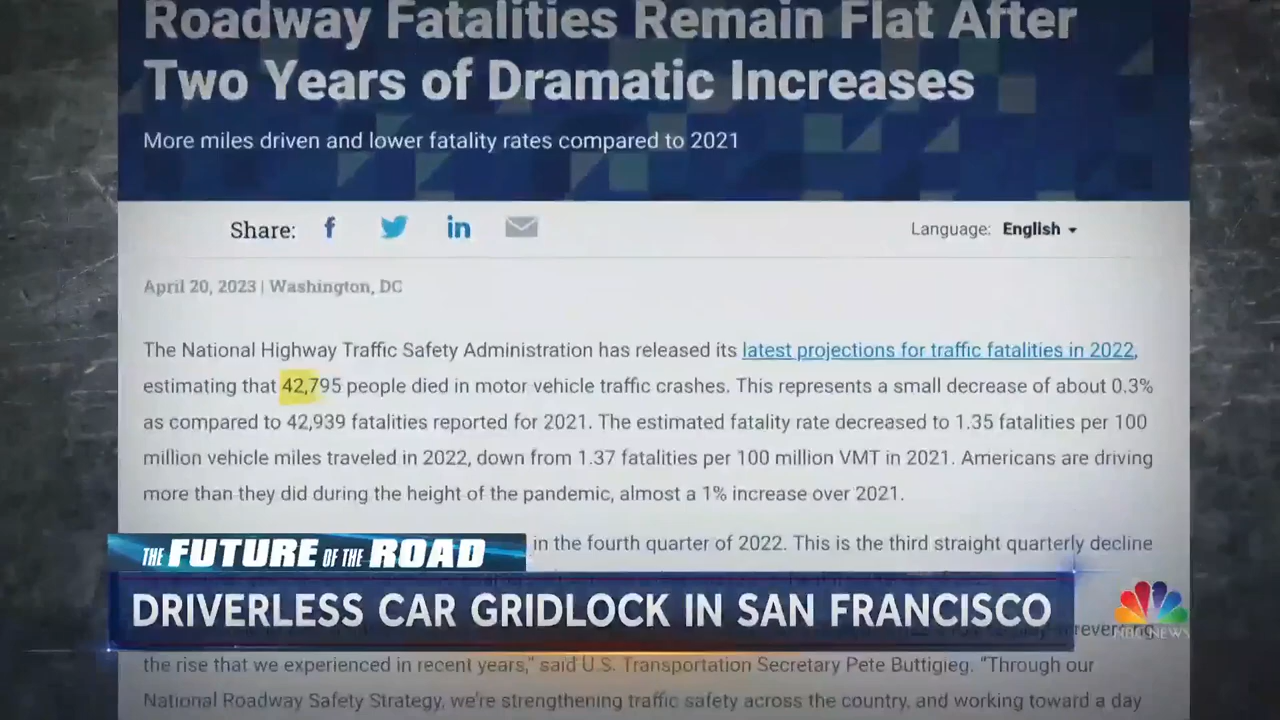 Roadway Fatalities Remain Flat After
Two Years of Dramatic Increases
More miles driven and lower fatality rates compared to 2021
Share:
Language: English
April 20, 2023 | Washington, DC
The National Highway Traffic Safety Administration has released its latest projections for traffic fatalities in 2022,
estimating that 42,795 people died in motor vehicle traffic crashes. This represents a small decrease of about 0.3%
as compared to 42,939 fatalities reported for 2021. The estimated fatality rate decreased to 1.35 fatalities per 100
million vehicle miles traveled in 2022, down from 1.37 fatalities per 100 million VMT in 2021. Americans are driving
more than they did during the height of the pandemic, almost a 1% increase over 2021.
in the fourth quarter of 2022. This is the third straight quarterly decline
THE FUTURE OF THE ROAD
DRIVERLESS CAR GRIDLOCK IN SAN FRANCISCO
NBC NEWS
the rise that we experienced in recent years," said U.S. Transportation Secretary Pete Buttigieg. "Through our
National Roadway Safety Strategy, we're strengthening traffic safety across the country, and working toward a day